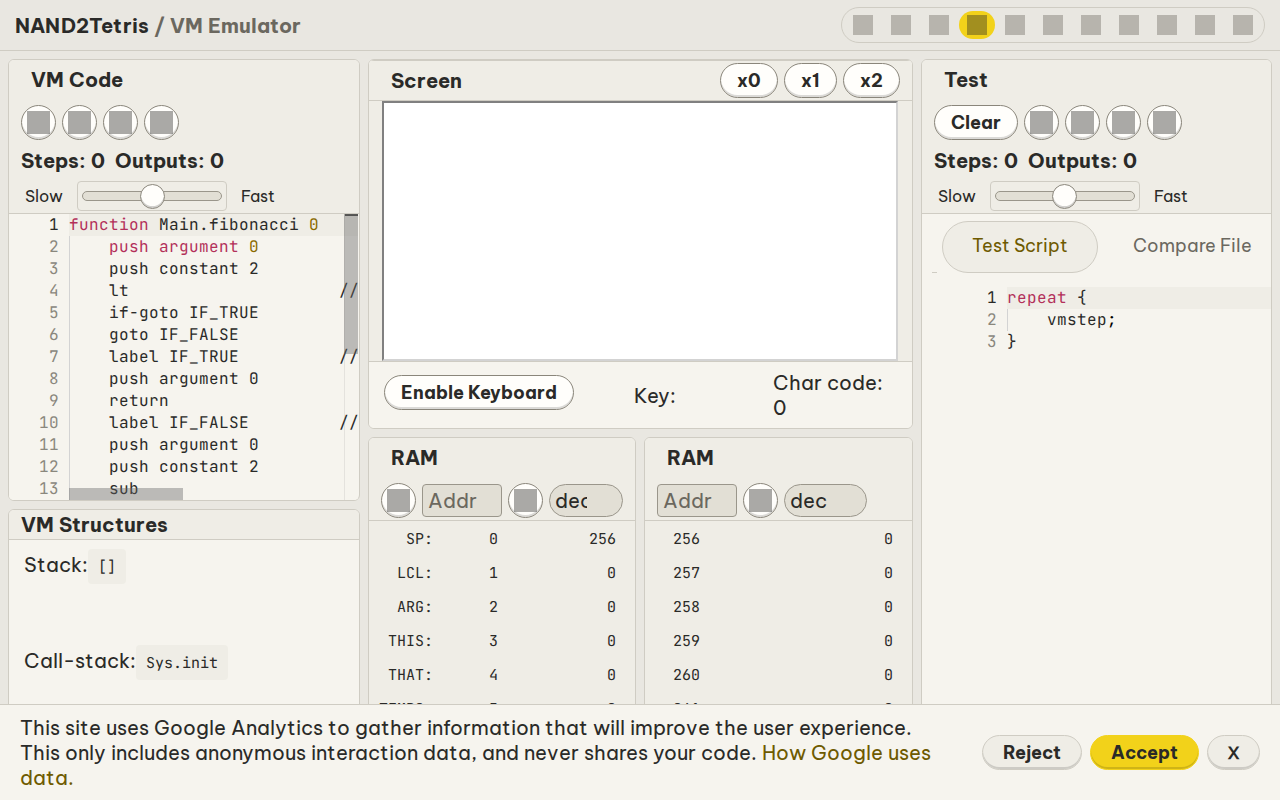 NAND2Tetris / VM Emulator
VM Code
Steps: 0 Outputs: 0
Slow Fast
1 function Main.fibonacci 0
2 push argument 0
3 push constant 2
4 lt //
5 if-goto IF_TRUE
6 goto IF_FALSE
7 label IF_TRUE //
8 push argument 0
9 return
10 label IF_FALSE //
11 push argument 0
12 push constant 2
13 sub
VM Structures
Stack: []
Call-stack: Sys.init
Screen x0 x1 x2
Enable Keyboard Key: Char code:
0
RAM
Addr dec
SP: 0 256
LCL: 1 0
ARG: 2 0
THIS: 3 0
THAT: 4 0
RAM
Addr dec
256 0
257 0
258 0
259 0
260 0
Test
Clear
Steps: 0 Outputs: 0
Slow Fast
Test Script Compare File
1 repeat {
2 vmstep;
3 }
This site uses Google Analytics to gather information that will improve the user experience.
This only includes anonymous interaction data, and never shares your code. How Google uses
data.
Reject Accept X